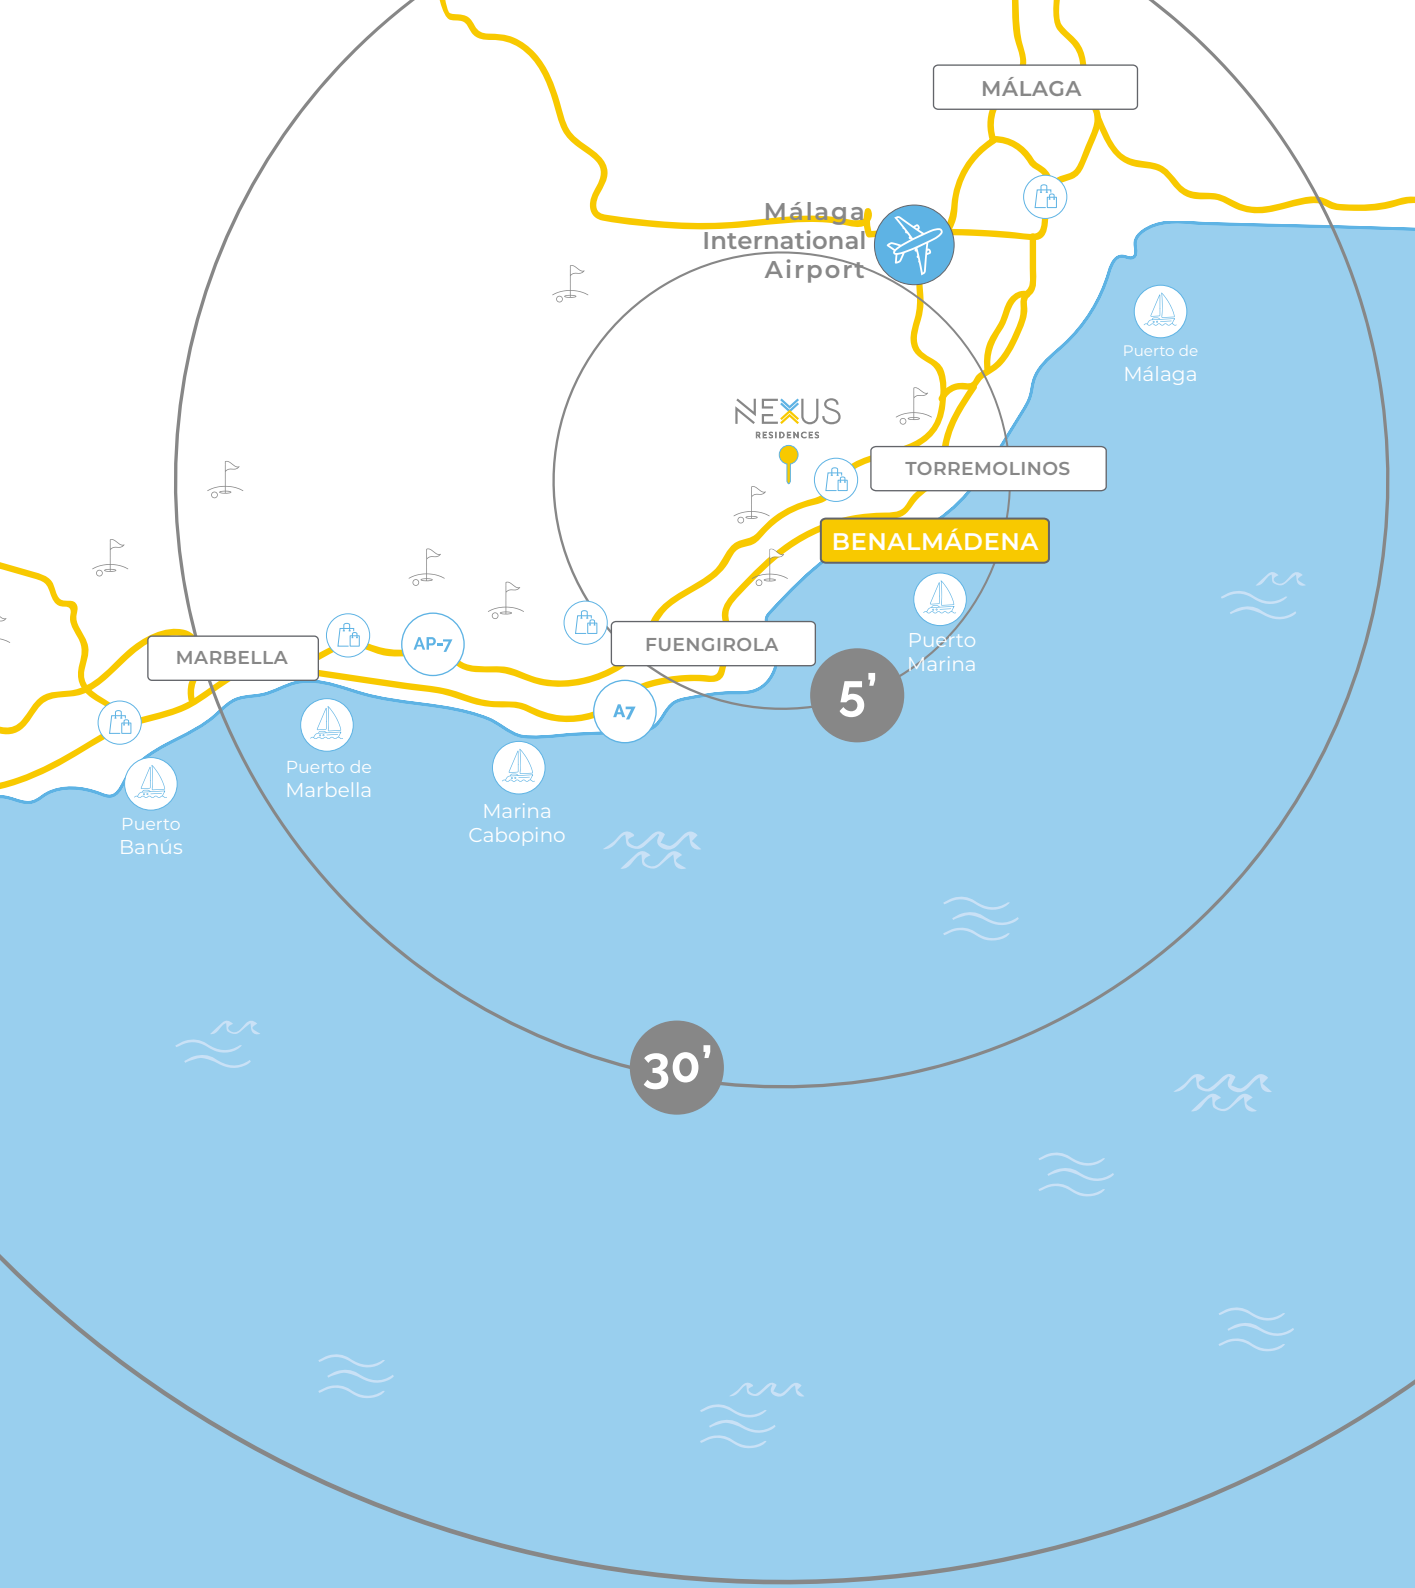 MÁLAGA
Málaga
International
Airport
Puerto de
Málaga
NEXUS
RESIDENCES
TORREMOLINOS
BENALMÁDENA
Puerto
Marina
FUENGIROLA
AP-7
MARBELLA
A7
5’
Puerto de
Marbella
Marina
Cabopino
Puerto
Banús
30’